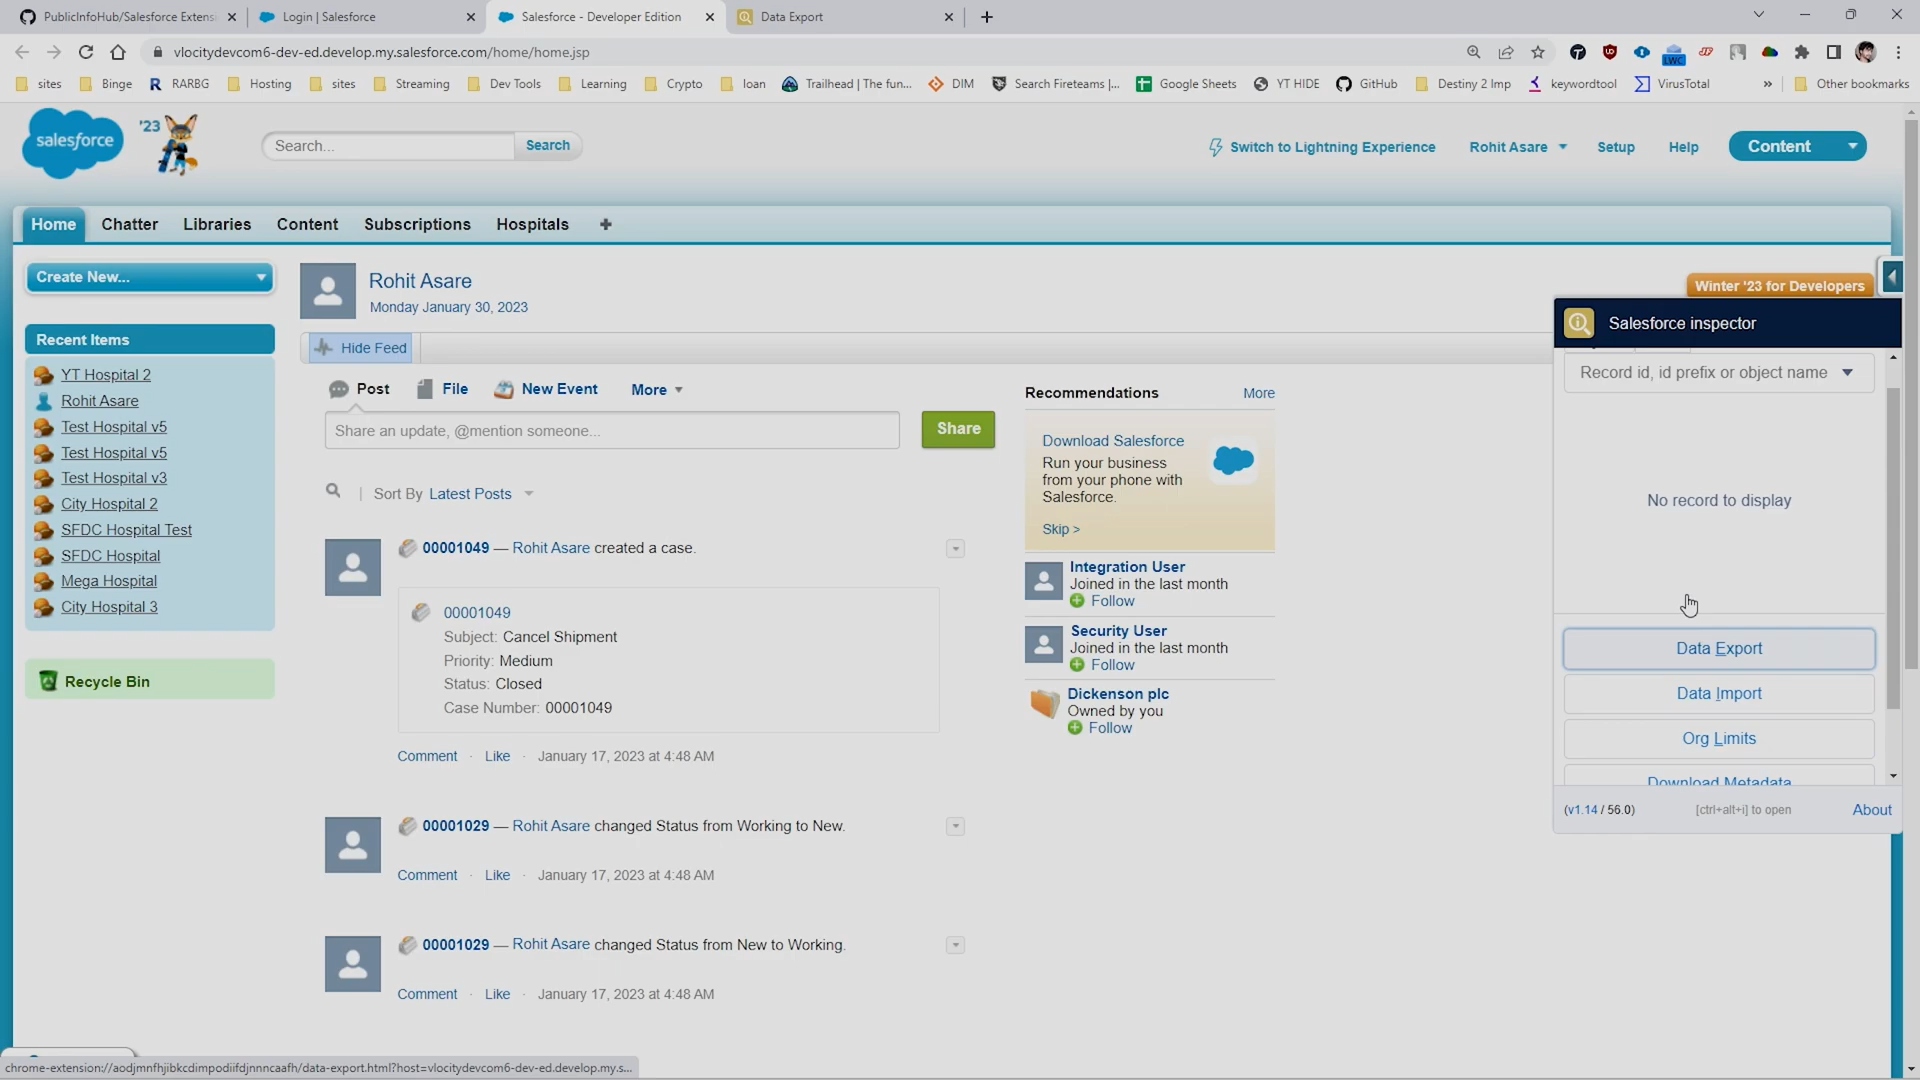 PublicInfoHub/Salesforce Extensi
Login | Salesforce
Salesforce - Developer Edition
Data Export
vlocitydevcom6-dev-ed.develop.my.salesforce.com/home/home.jsp
sites
Binge
RARBG
Hosting
sites
Streaming
Dev Tools
Learning
Crypto
loan
Trailhead | The fun...
DIM
Search Fireteams |...
Google Sheets
YT HIDE
GitHub
Destiny 2 Imp
keywordtool
VirusTotal
»
Other bookmarks
LWC
salesforce
'23
Search...
Search
Switch to Lightning Experience
Rohit Asare
Setup
Help
Content
Home
Chatter
Libraries
Content
Subscriptions
Hospitals
Create New...
Rohit Asare
Monday January 30, 2023
Winter '23 for Developers
Recent Items
YT Hospital 2
Rohit Asare
Test Hospital v5
Test Hospital v5
Test Hospital v3
City Hospital 2
SFDC Hospital Test
SFDC Hospital
Mega Hospital
City Hospital 3
Recycle Bin
Hide Feed
Post
File
New Event
More
Share an update, @mention someone...
Share
Sort By Latest Posts
00001049 — Rohit Asare created a case.
00001049
Subject: Cancel Shipment
Priority: Medium
Status: Closed
Case Number: 00001049
Comment · Like · January 17, 2023 at 4:48 AM
00001029 — Rohit Asare changed Status from Working to New.
Comment · Like · January 17, 2023 at 4:48 AM
00001029 — Rohit Asare changed Status from New to Working.
Comment · Like · January 17, 2023 at 4:48 AM
Recommendations
More
Download Salesforce
Run your business
from your phone with
Salesforce.
Skip >
Integration User
Joined in the last month
Follow
Security User
Joined in the last month
Follow
Dickenson plc
Owned by you
Follow
Salesforce inspector
Record id, id prefix or object name
No record to display
Data Export
Data Import
Org Limits
Download Metadata
(v1.14 / 56.0)
[ctrl+alt+i] to open
About
chrome-extension://aodjmnfhjibkcdimpodiifdjnnncaafh/data-export.html?host=vlocitydevcom6-dev-ed.develop.my.s...